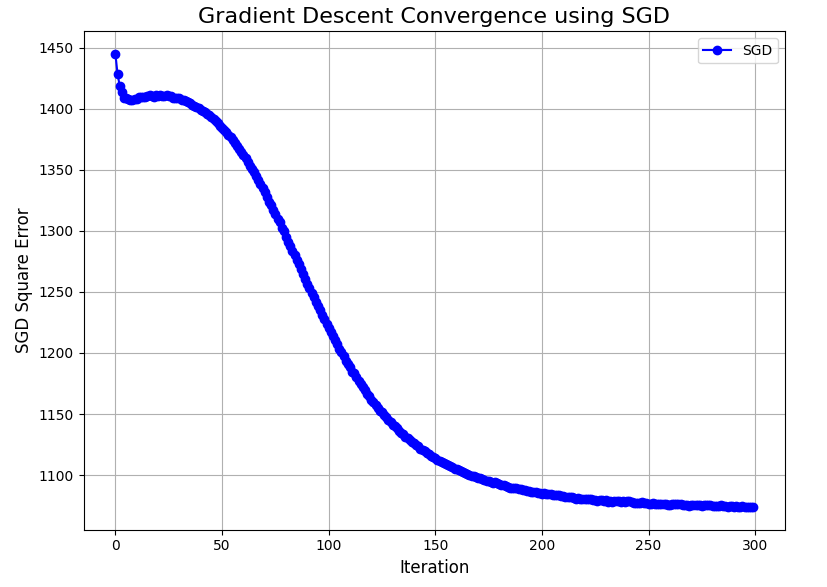 Gradient Descent Convergence using SGD
SGD
SGD Square Error
1450
1400
1350
1300
1250
1200
1150
1100
0 50 100 150 200 250 300
Iteration